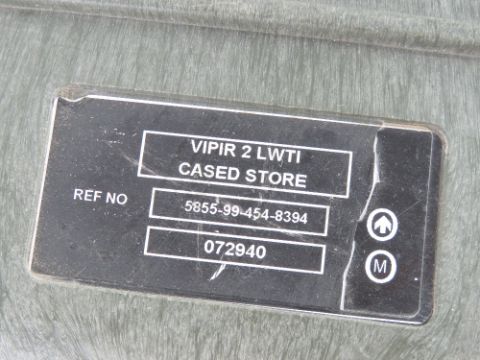 VIPIR 2 LWTI
CASED STORE
REF NO
5855-99-454-8394
072940
M